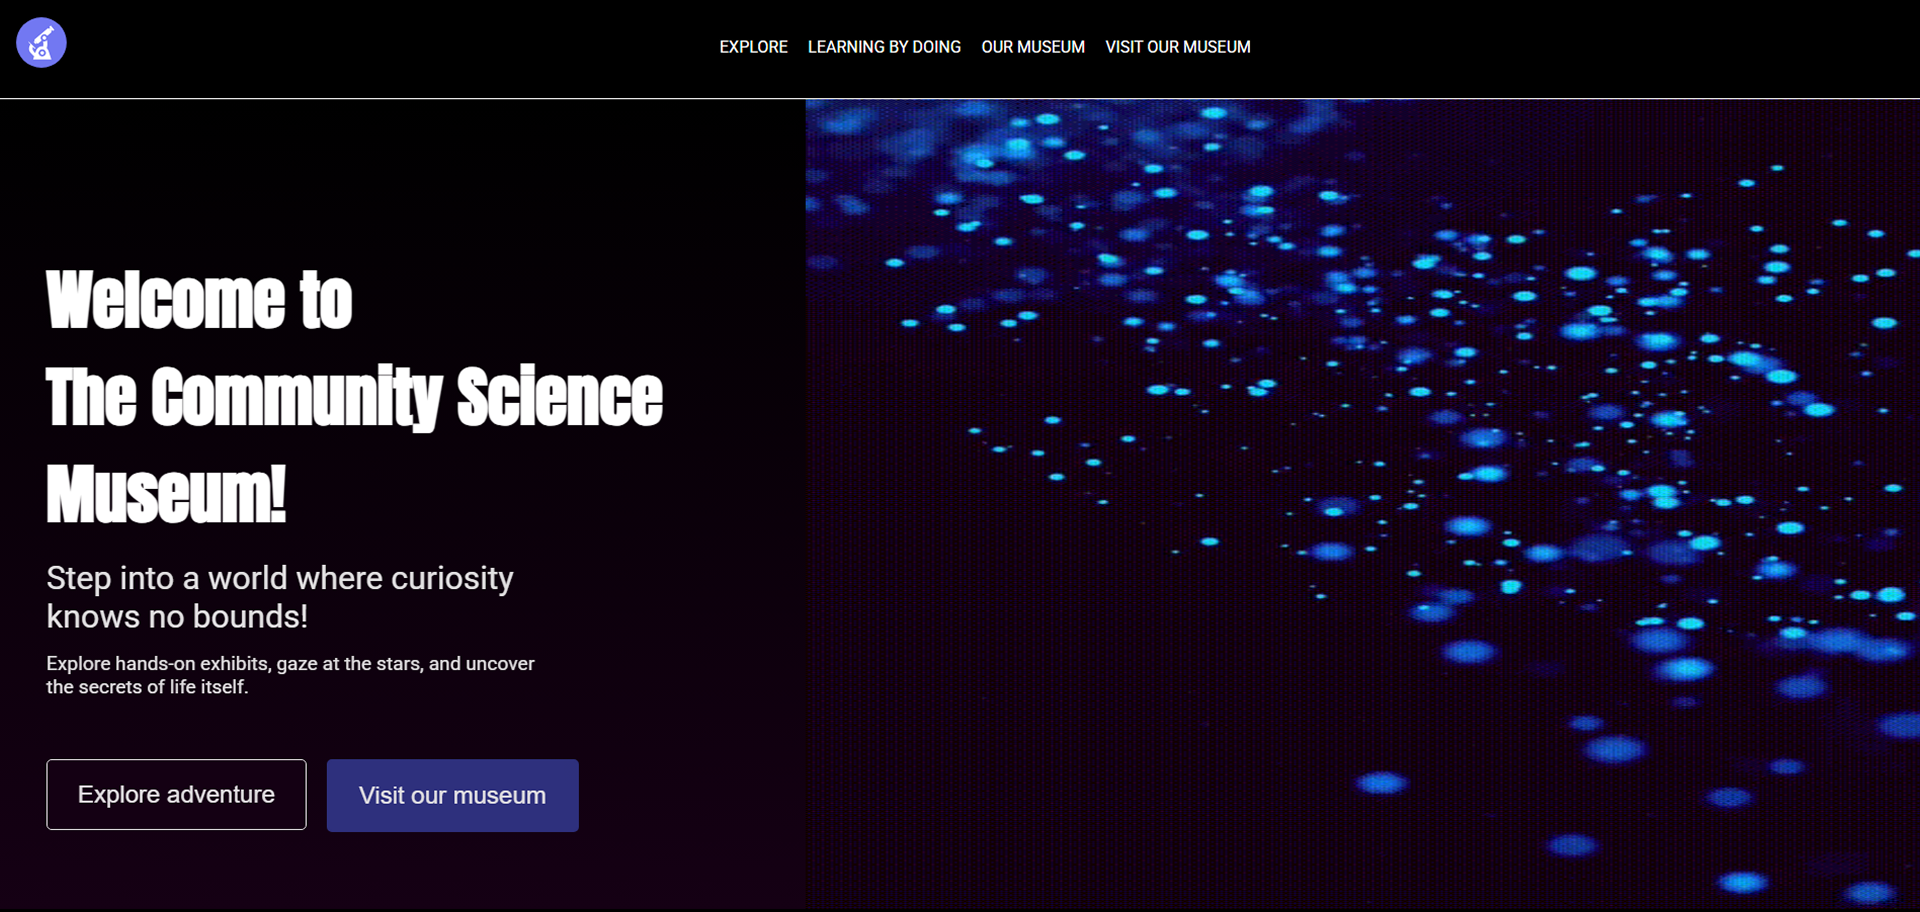 EXPLORE LEARNING BY DOING OUR MUSEUM VISIT OUR MUSEUM
Welcome to
The Community Science
Museum!
Step into a world where curiosity
knows no bounds!
Explore hands-on exhibits, gaze at the stars, and uncover
the secrets of life itself.
Explore adventure Visit our museum